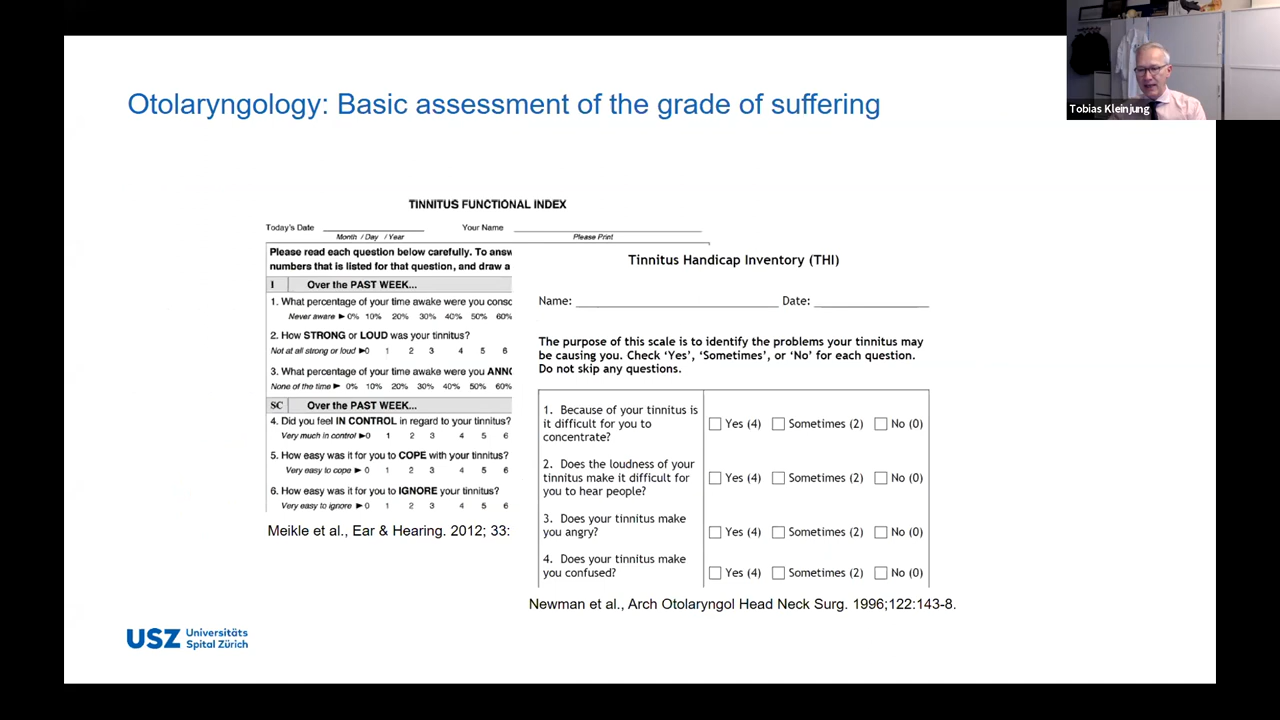 Tobias Kleinjung
Otolaryngology: Basic assessment of the grade of suffering
TINNITUS FUNCTIONAL INDEX
Today's Date Your Name
Month / Day / Year Please Print
Please read each question below carefully. To answ
numbers that is listed for that question, and draw a
I Over the PAST WEEK...
1. What percentage of your time awake were you consc
Never aware ► 0% 10% 20% 30% 40% 50% 60%
2. How STRONG or LOUD was your tinnitus?
Not at all strong or loud ►0 1 2 3 4 5 6
3. What percentage of your time awake were you ANNO
None of the time ► 0% 10% 20% 30% 40% 50% 60%
SC Over the PAST WEEK...
4. Did you feel IN CONTROL in regard to your tinnitus?
Very much in control ►0 1 2 3 4 5 6
5. How easy was it for you to COPE with your tinnitus?
Very easy to cope ► 0 1 2 3 4 5 6
6. How easy was it for you to IGNORE your tinnitus?
Very easy to ignore ► 0 1 2 3 4 5 6
Meikle et al., Ear & Hearing. 2012; 33:
Tinnitus Handicap Inventory (THI)
Name: Date:
The purpose of this scale is to identify the problems your tinnitus may
be causing you. Check ‘Yes’, ‘Sometimes’, or ‘No’ for each question.
Do not skip any questions.
1. Because of your tinnitus is
it difficult for you to
concentrate?
Yes (4) Sometimes (2) No (0)
2. Does the loudness of your
tinnitus make it difficult for
you to hear people?
Yes (4) Sometimes (2) No (0)
3. Does your tinnitus make
you angry?
Yes (4) Sometimes (2) No (0)
4. Does your tinnitus make
you confused?
Yes (4) Sometimes (2) No (0)
Newman et al., Arch Otolaryngol Head Neck Surg. 1996;122:143-8.
USZ Universitäts
Spital Zürich